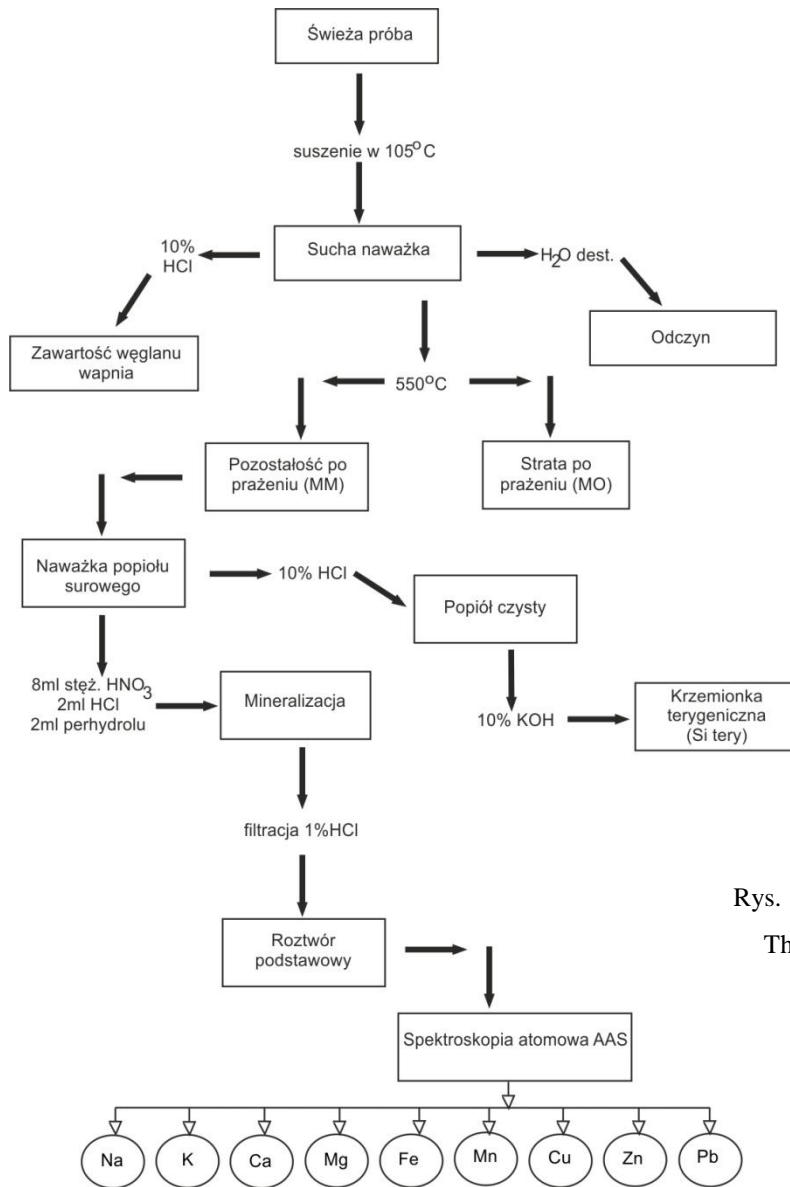 Świeża próba
suszenie w 105°C
10%
HCl
Sucha naważka
H2O dest.
Zawartość węglanu
wapnia
Odczyn
550°C
Pozostałość po
prażeniu (MM)
Strata po
prażeniu (MO)
Naważka popiołu
surowego
10% HCl
Popiół czysty
8ml stęż. HNO3
2ml HCl
2ml perhydrolu
Mineralizacja
10% KOH
Krzemionka
terygeniczna
(Si tery)
filtracja 1%HCl
Rys.
Th
Roztwór
podstawowy
Spektroskopia atomowa AAS
Na K Ca Mg Fe Mn Cu Zn Pb